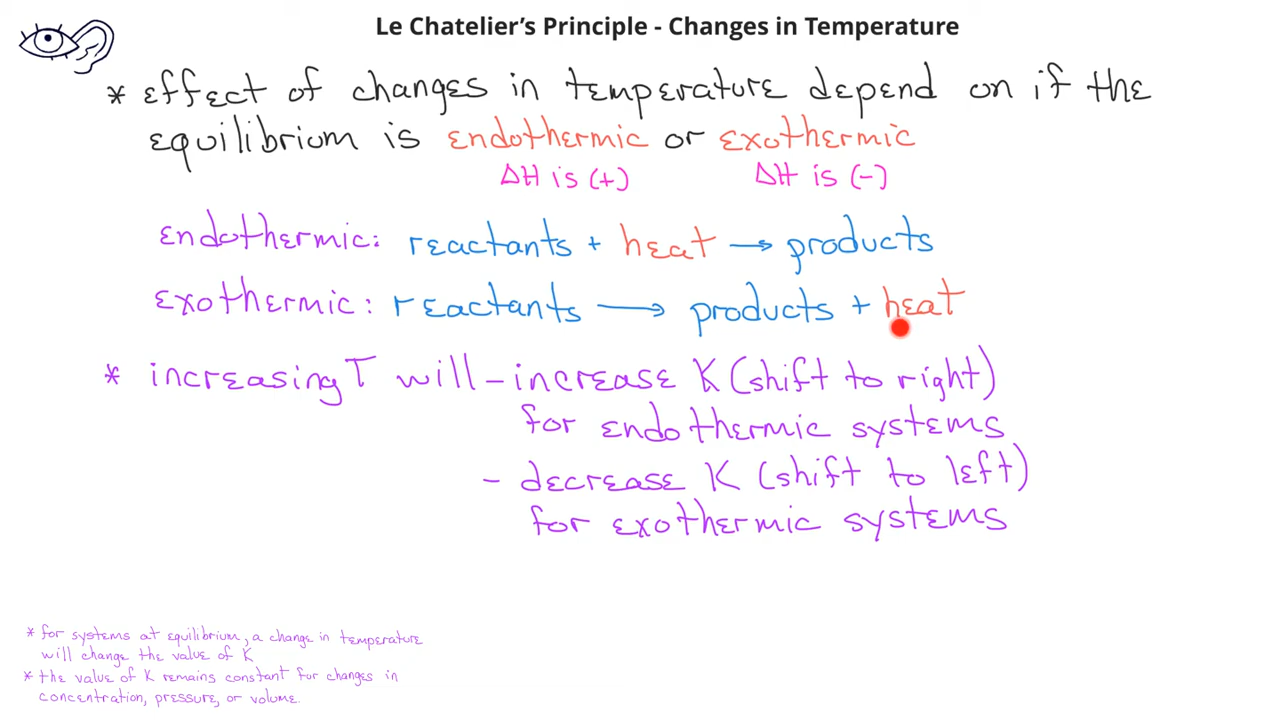 Le Chatelier's Principle - Changes in Temperature
* effect of changes in temperature depend on if the
equilibrium is endothermic or exothermic
ΔH is (+) ΔH is (-)
endothermic: reactants + heat → products
exothermic: reactants → products + heat
* increasing T will - increase K (shift to right)
for endothermic systems
- decrease K (shift to left)
for exothermic systems
* for systems at equilibrium, a change in temperature
will change the value of K
* the value of K remains constant for changes in
concentration, pressure, or volume.